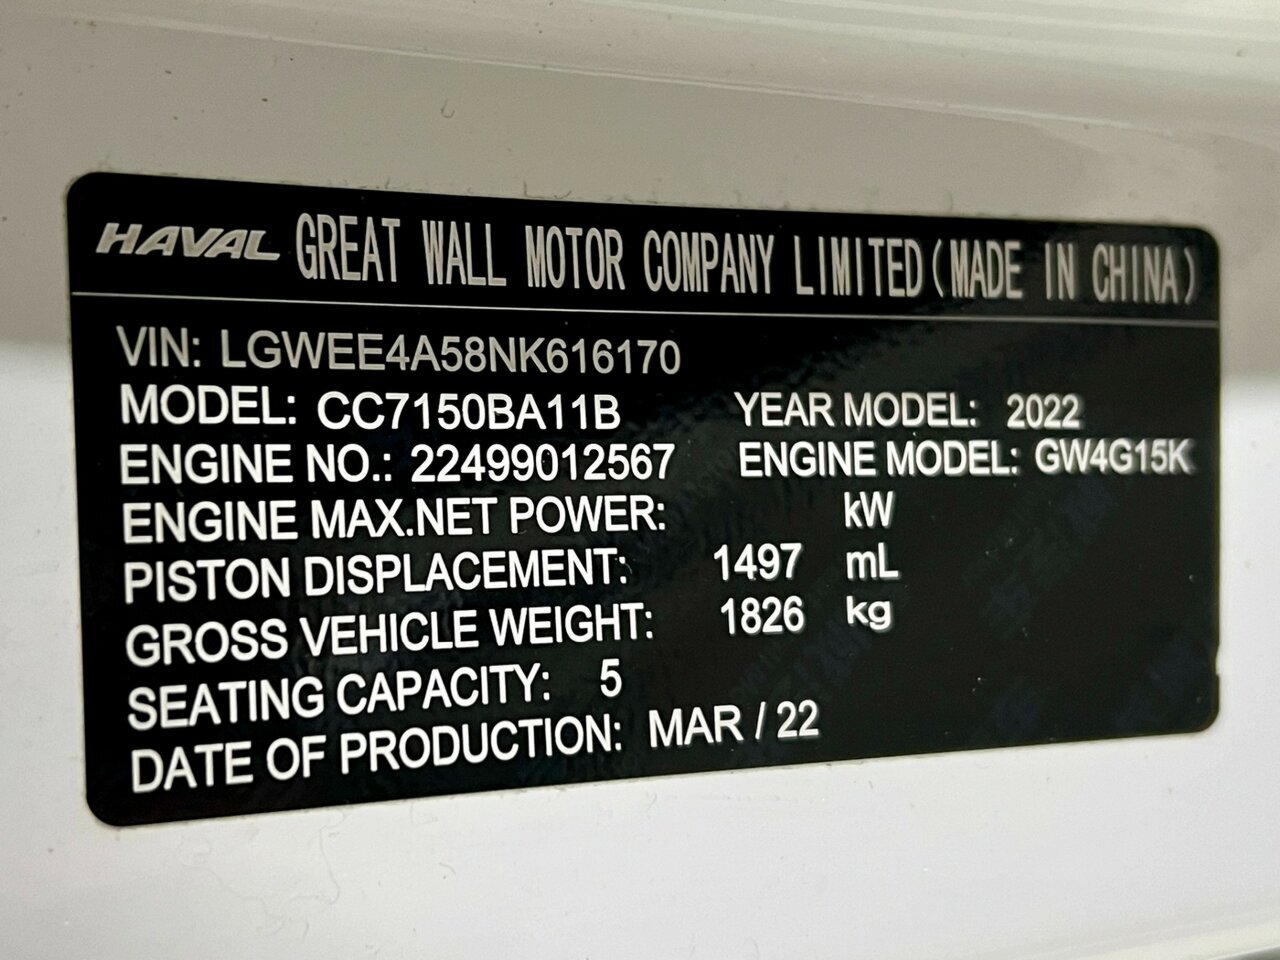 HAVAL GREAT WALL MOTOR COMPANY LIMITED(MADE IN CHINA)
VIN: LGWEE4A58NK616170
MODEL: CC7150BA11B YEAR MODEL: 2022
ENGINE NO.: 22499012567 ENGINE MODEL: GW4G15K
ENGINE MAX.NET POWER: kW
PISTON DISPLACEMENT: 1497 mL
GROSS VEHICLE WEIGHT: 1826 kg
SEATING CAPACITY: 5
DATE OF PRODUCTION: MAR / 22